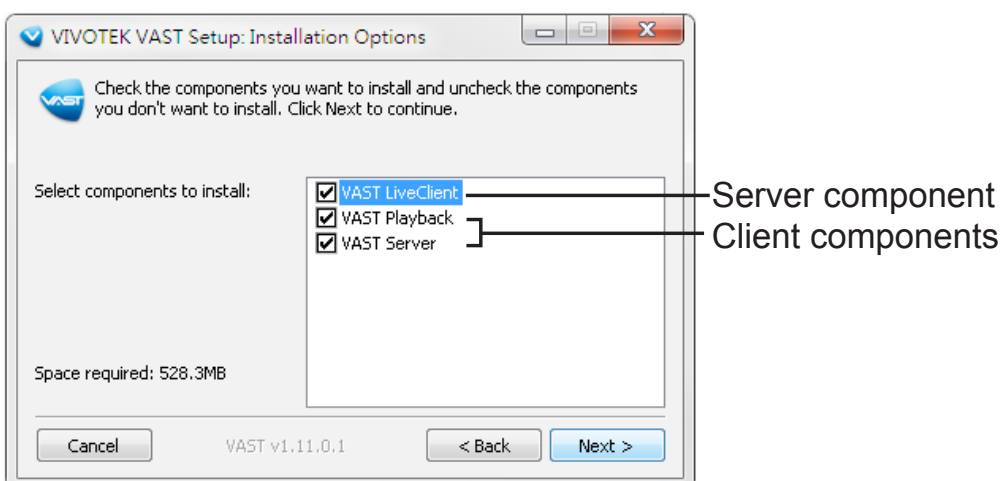 VIVOTEK VAST Setup: Installation Options
VAST
Check the components you want to install and uncheck the components
you don't want to install. Click Next to continue.
Select components to install:
VAST LiveClient
VAST Playback
VAST Server
Server component
Client components
Space required: 528.3MB
Cancel
VAST v1.11.0.1
< Back
Next >